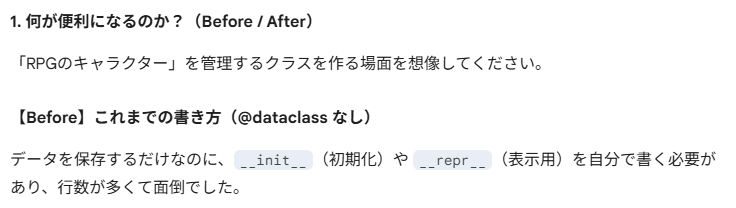 1. 何が便利になるのか？（Before / After）
「RPGのキャラクター」を管理するクラスを作る場面を想像してください。
【Before】これまでの書き方（@dataclass なし）
データを保存するだけなのに、 __init__ （初期化）や __repr__ （表示用）を自分で書く必要が
あり、行数が多くて面倒でした。